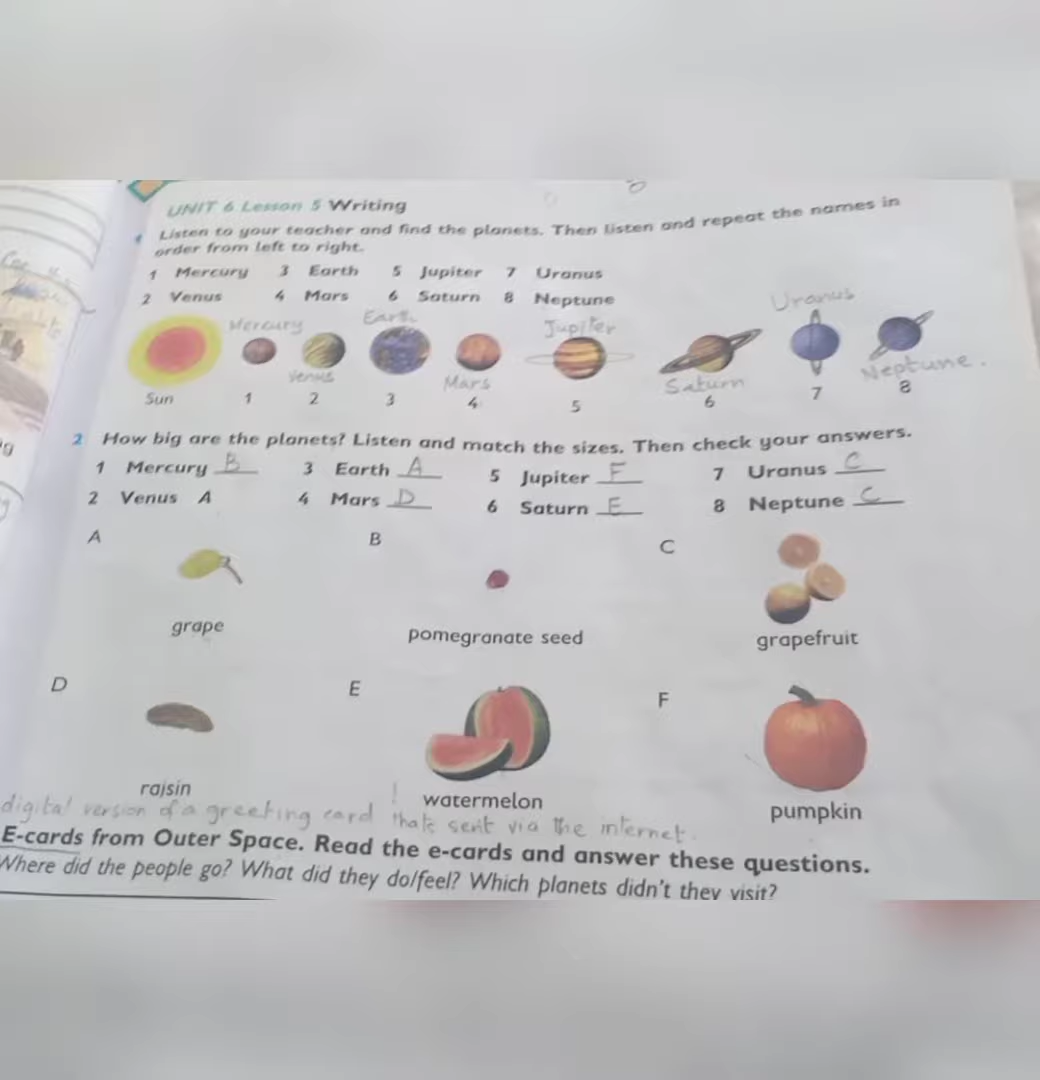 UNIT 6 Lesson 5 Writing
1 Listen to your teacher and find the planets. Then listen and repeat the names in
order from left to right.
1 Mercury 3 Earth 5 Jupiter 7 Uranus
2 Venus 4 Mars 6 Saturn 8 Neptune
Mercury Earth Jupiter Uranus
Venus Mars Saturn Neptune.
Sun 1 2 3 4 5 6 7 8
2 How big are the planets? Listen and match the sizes. Then check your answers.
1 Mercury B 3 Earth A 5 Jupiter F 7 Uranus C
2 Venus A 4 Mars D 6 Saturn E 8 Neptune C
A B C
grape pomegranate seed grapefruit
D E F
raisin watermelon pumpkin
digital version of a greeting card thats sent via the internet.
E-cards from Outer Space. Read the e-cards and answer these questions.
Where did the people go? What did they do/feel? Which planets didn't they visit?